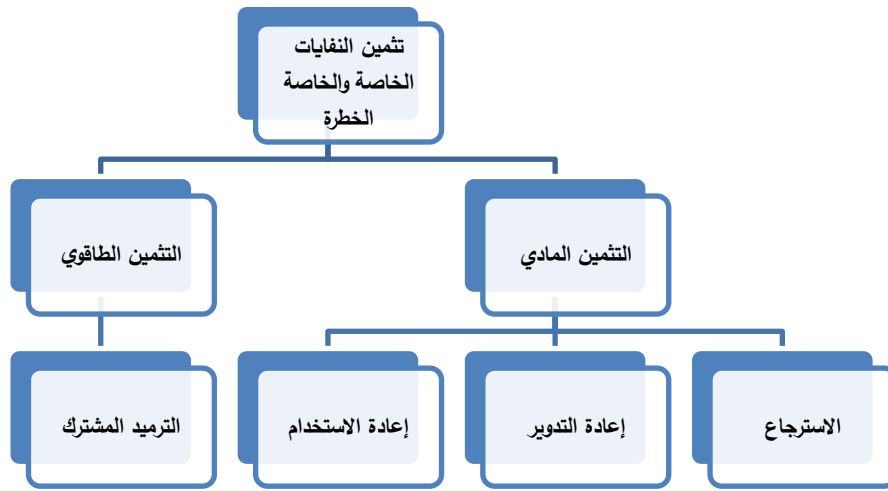 تثمين النفايات
الخاصة والخاصة
الخطرة
التثمين المادي
التثمين الطاقوي
الاسترجاع
إعادة التدوير
إعادة الاستخدام
الترميد المشترك